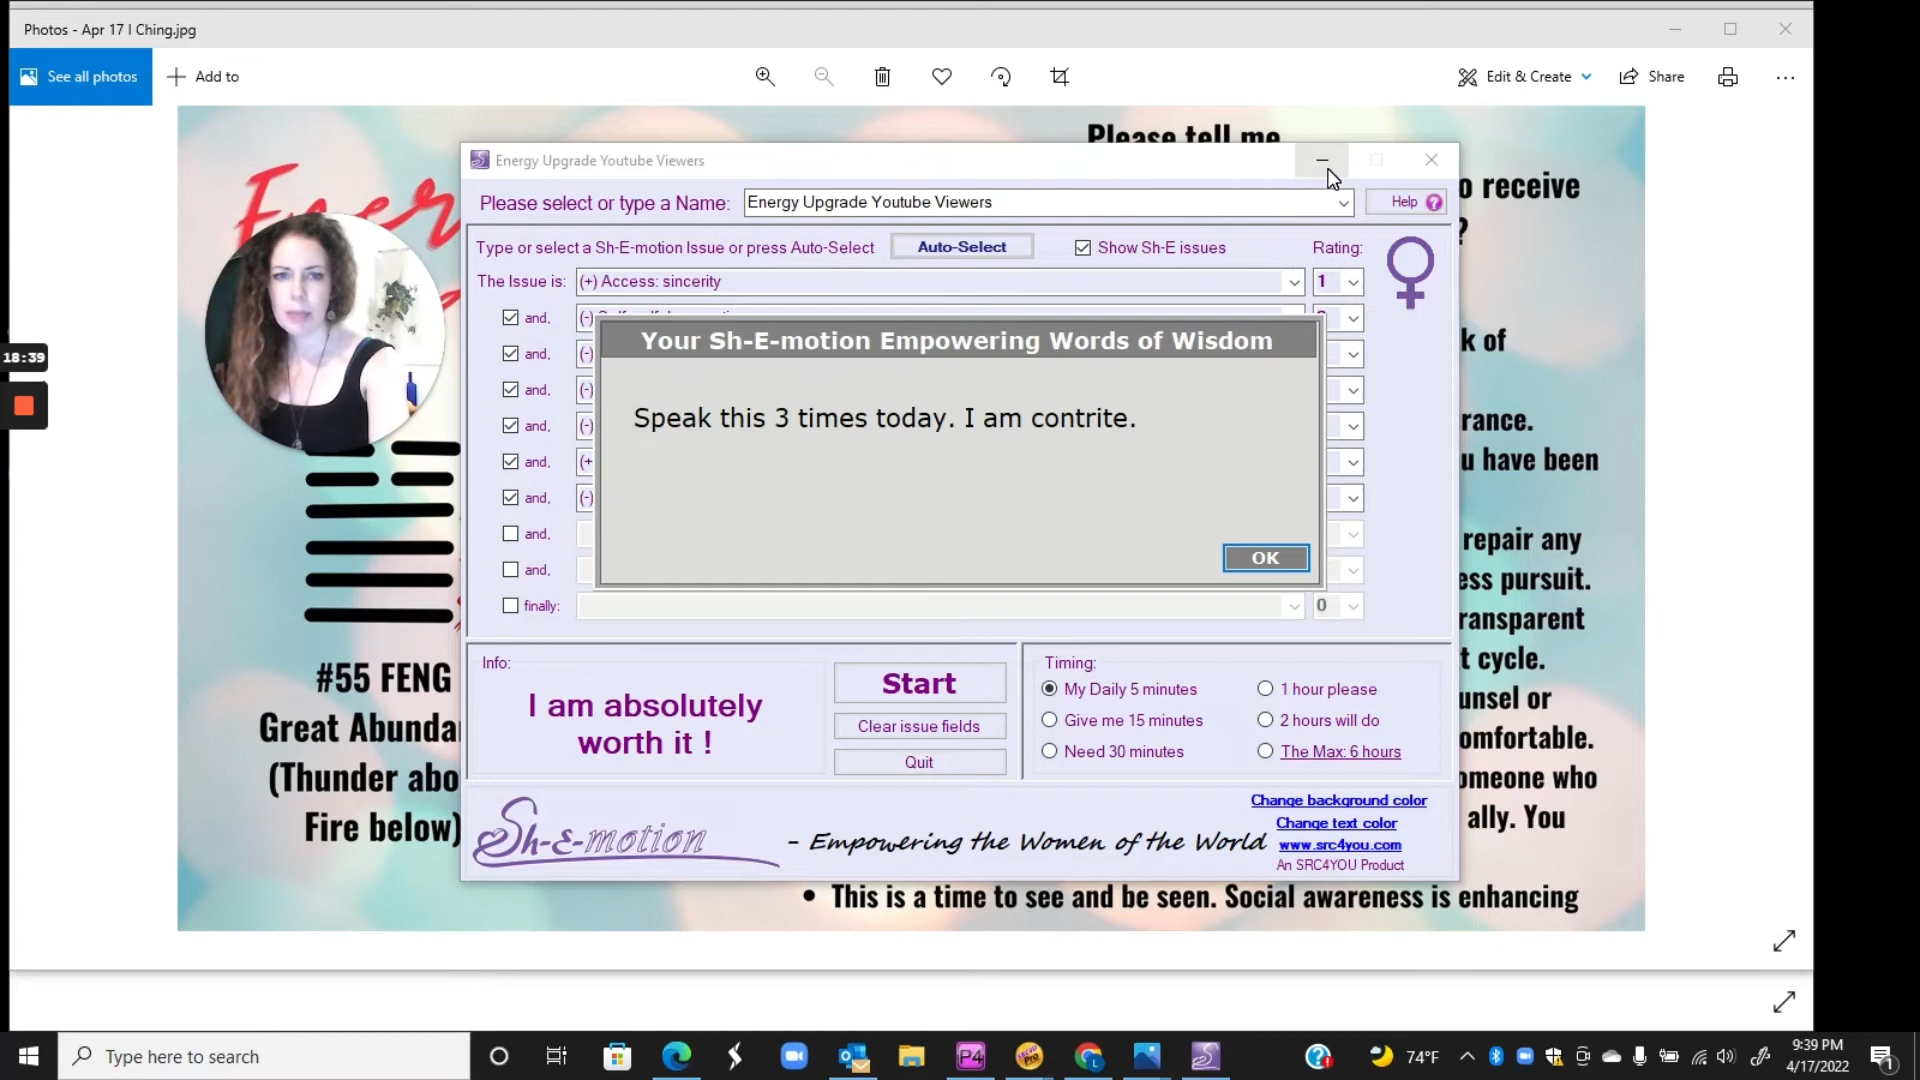 Photos - Apr 17 I Ching.jpg
See all photos
Add to
Edit & Create
Share
Please tell me
o receive
?
k of
rance.
u have been
repair any
ess pursuit.
ransparent
t cycle.
unsel or
omfortable.
omeone who
ally. You
This is a time to see and be seen. Social awareness is enhancing
Ener
#55 FENG
Great Abunda
(Thunder abo
Fire below)
18:39
Energy Upgrade Youtube Viewers
Please select or type a Name:
Energy Upgrade Youtube Viewers
Help ?
Type or select a Sh-E-motion Issue or press Auto-Select
Auto-Select
Show Sh-E issues
Rating:
The Issue is:
(+) Access: sincerity
1
and,
(-)
and,
(-)
and,
(-)
and,
(-)
and,
(+
and,
(-)
and,
and,
finally:
0
Your Sh-E-motion Empowering Words of Wisdom
Speak this 3 times today. I am contrite.
OK
Info:
I am absolutely
worth it !
Start
Clear issue fields
Quit
Timing:
My Daily 5 minutes
1 hour please
Give me 15 minutes
2 hours will do
Need 30 minutes
The Max: 6 hours
Sh-E-motion
- Empowering the Women of the World
Change background color
Change text color
www.src4you.com
An SRC4YOU Product
Type here to search
P4
Pro
L
74°F
9:39 PM
4/17/2022
1